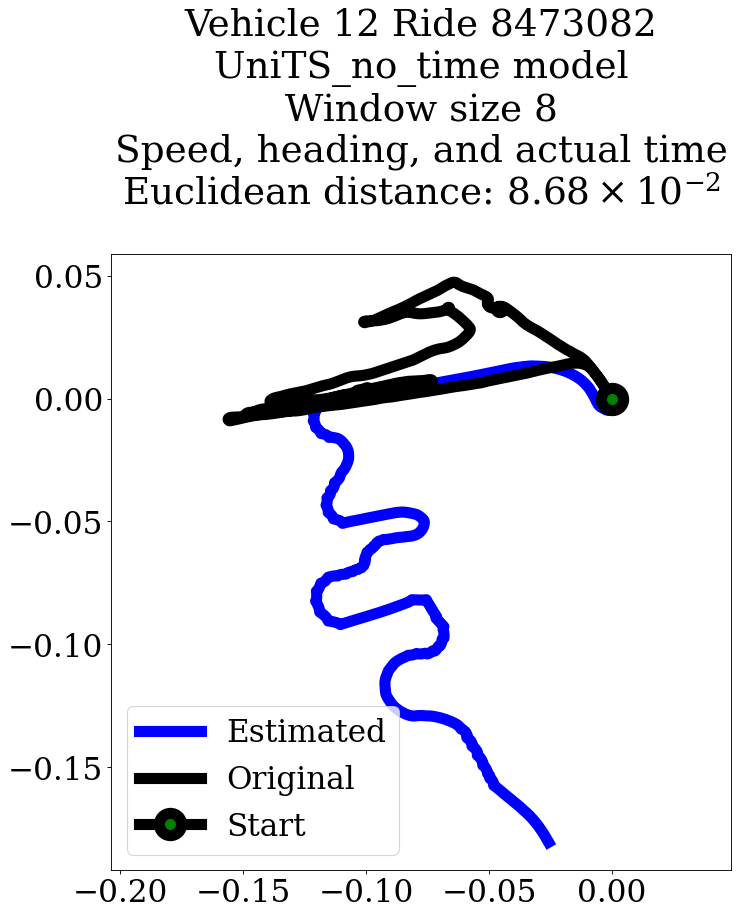 Vehicle 12 Ride 8473082
UniTS_no_time model
Window size 8
Speed, heading, and actual time
Euclidean distance: 8.68 × 10⁻²
0.05
0.00
−0.05
−0.10
−0.15
Estimated
Original
Start
−0.20 −0.15 −0.10 −0.05 0.00